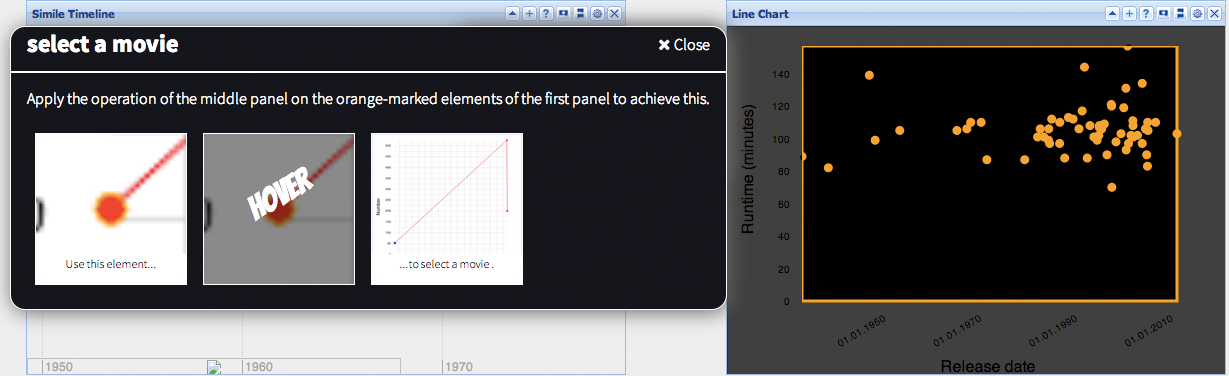 Simile Timeline
select a movie
✖ Close
Apply the operation of the middle panel on the orange-marked elements of the first panel to achieve this.
Use this element...
HOVER
Number
...to select a movie .
1950
1960
1970
Line Chart
Runtime (minutes)
140
120
100
80
60
40
20
0
01.01.1950
01.01.1970
01.01.1990
01.01.2010
Release date